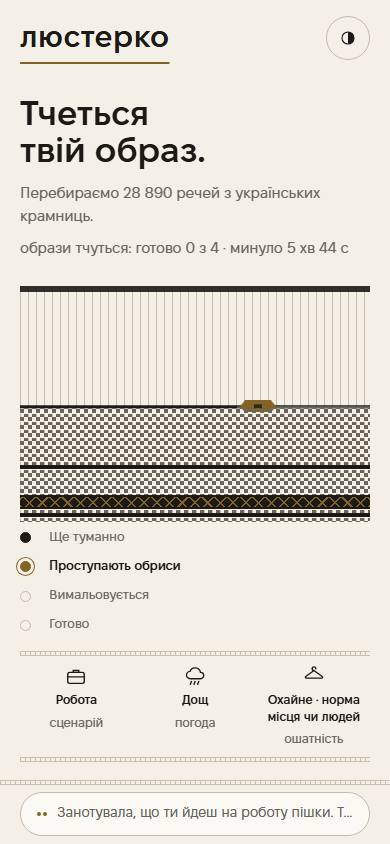 люстерко
Тчеться
твій образ.
Перебираємо 28 890 речей з українських
крамниць.
образи тчуться: готово 0 з 4 · минуло 5 хв 44 с
Ще туманно
Проступають обриси
Вимальовується
Готово
Робота
сценарій
Дощ
погода
Охайне · норма
місця чи людей
ошатність
Занотувала, що ти йдеш на роботу пішки. Т...